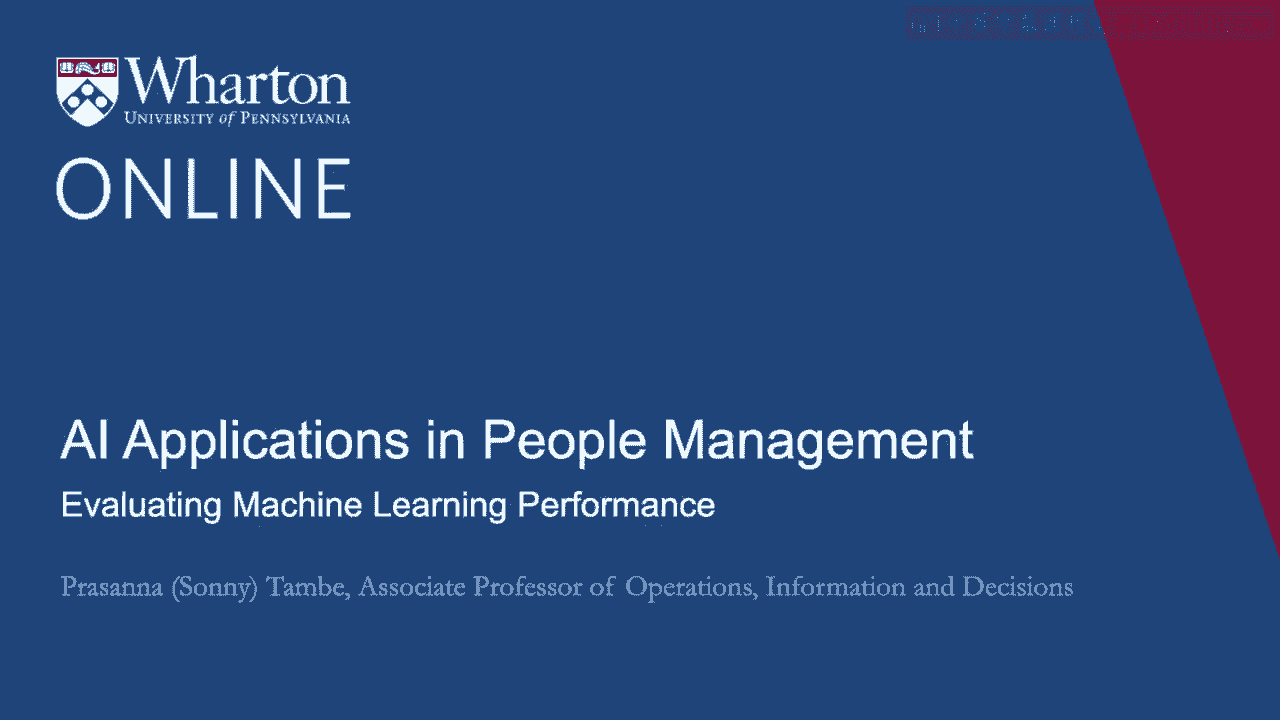 Wharton
UNIVERSITY of PENNSYLVANIA
ONLINE
AI Applications in People Management
Evaluating Machine Learning Performance
Prasanna (Sonny) Tambe, Associate Professor of Operations, Information and Decisions